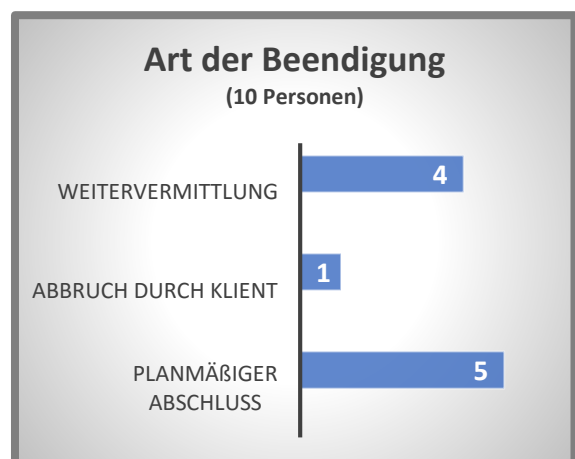 Art der Beendigung
(10 Personen)
WEITERVERMITTLUNG
4
ABBRUCH DURCH KLIENT
1
PLANMÄßIGER
ABSCHLUSS
5